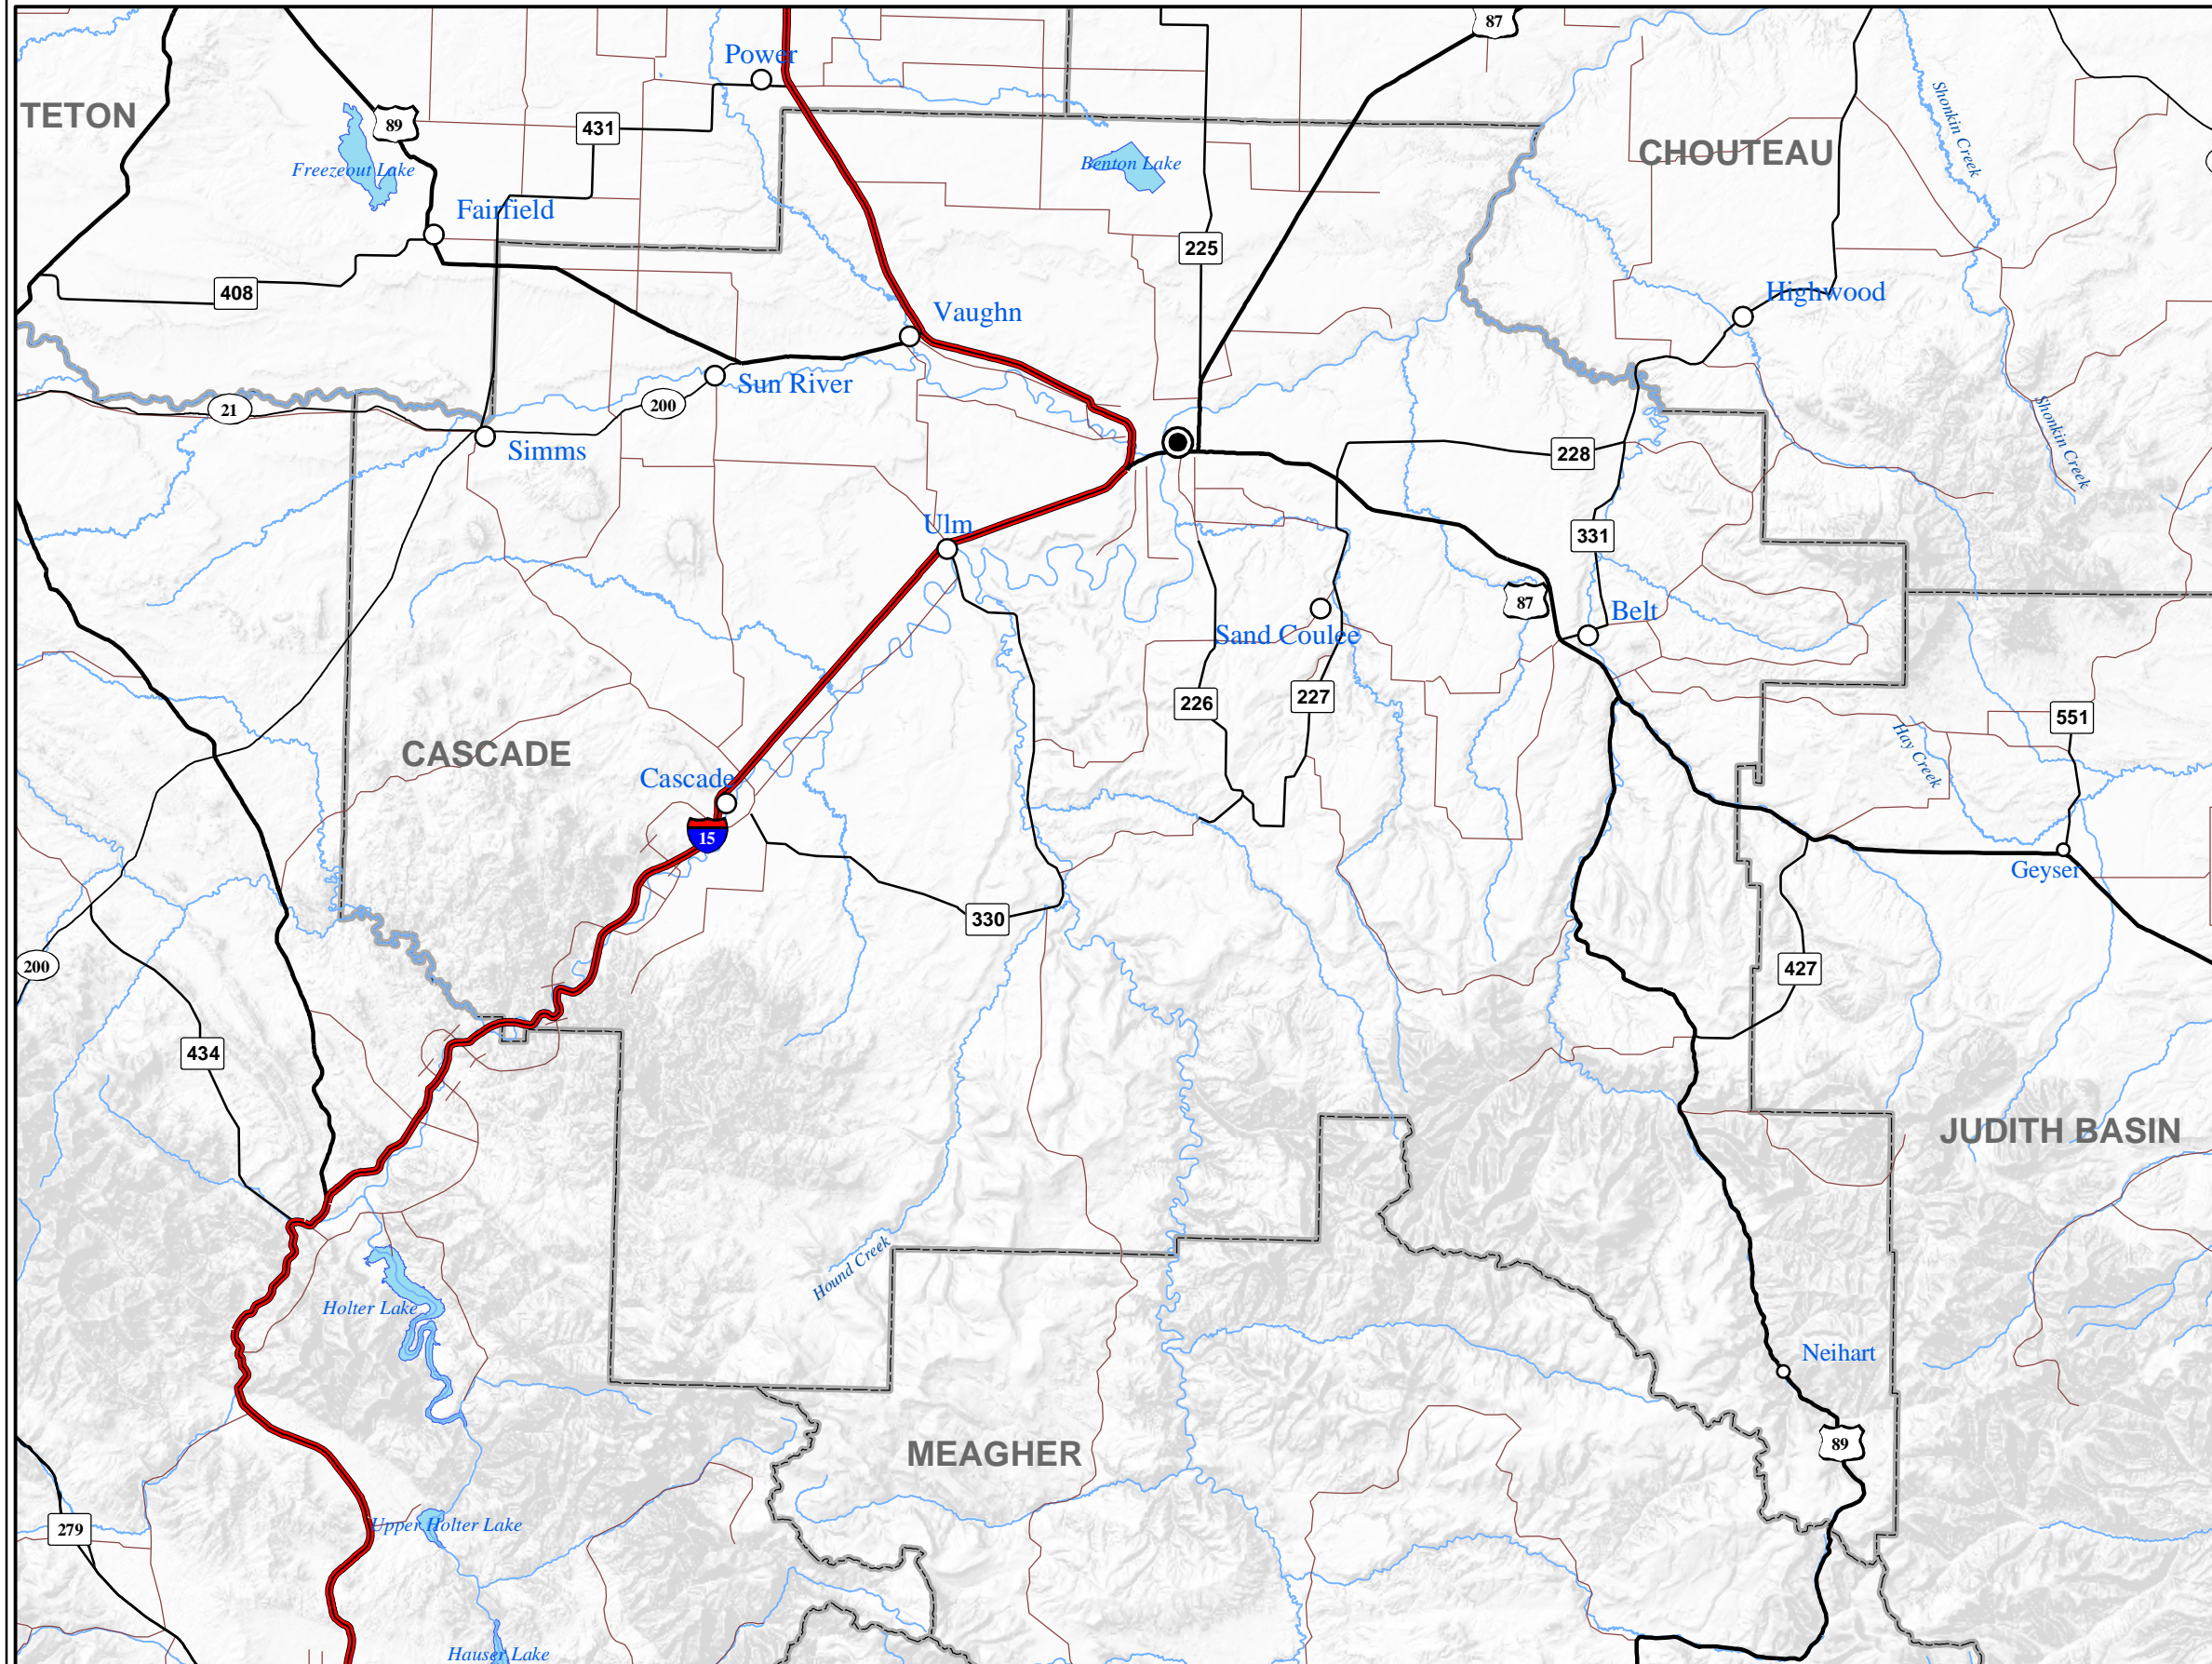 87
Power
TETON
89
431
Shonkin Creek
Freezeout Lake
Benton Lake
CHOUTEAU
Fairfield
225
408
Highwood
Vaughn
Sun River
21
200
Shonkin Creek
Simms
228
Ulm
331
87
Belt
Sand Coulee
226
227
551
CASCADE
Hay Creek
Cascade
15
Geyser
330
200
427
434
JUDITH BASIN
Hound Creek
Holter Lake
Neihart
MEAGHER
89
Upper Holter Lake
279
Hauser Lake